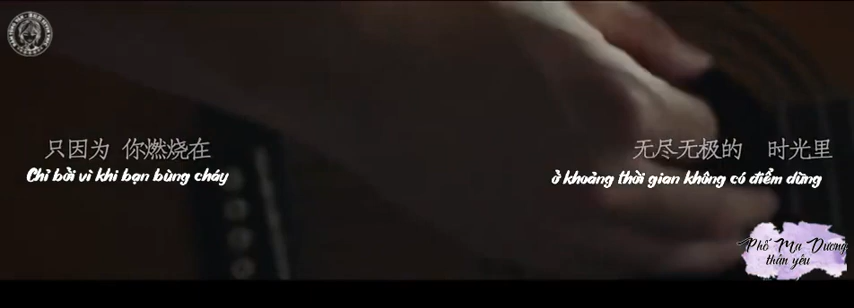 只因为 你燃烧在
无尽无极的 时光里
Chỉ bởi vì khi bạn bùng cháy
ở khoảng thời gian không có điểm dừng
Phố Ma Dương
thân yêu